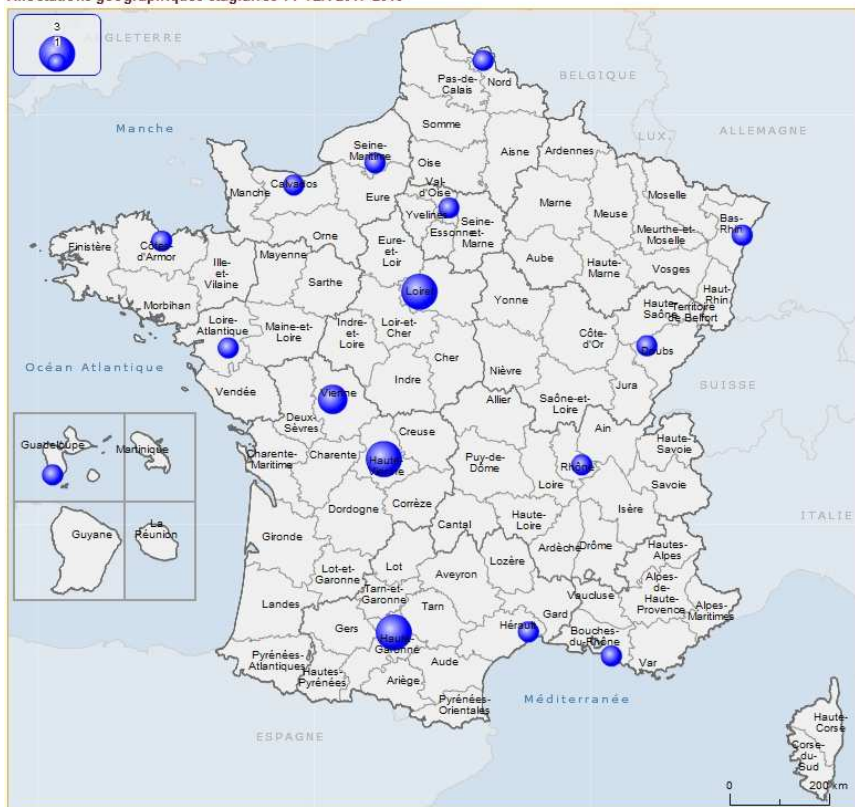 3
1
ANGLETERRE
BELGIQUE
LUX.
ALLEMAGNE
SUISSE
ITALIE
ESPAGNE
Manche
Océan Atlantique
Méditerranée
Pas-de-
Calais
Nord
Somme
Seine-
Maritime
Oise
Aisne
Ardennes
Calvados
Manche
Eure
Val-
d'Oise
Yvelines
Essonne
Seine-
et-
Marne
Marne
Meuse
Moselle
Meurthe-et-
Moselle
Bas-
Rhin
Finistère
Côtes-
d'Armor
Ille-
et-
Vilaine
Morbihan
Mayenne
Orne
Sarthe
Eure-
et-
Loir
Loiret
Aube
Haute-
Marne
Vosges
Haut-
Rhin
Yonne
Haute-
Saône
Territoire
de Belfort
Loire-
Atlantique
Maine-et-
Loire
Indre-
et-
Loire
Loir-et-
Cher
Cher
Nièvre
Côte-
d'Or
Doubs
Jura
Vendée
Deux-
Sèvres
Vienne
Indre
Allier
Saône-et-
Loire
Ain
Haute-
Savoie
Savoie
Charente-
Maritime
Charente
Haute-
Vienne
Creuse
Puy-de-
Dôme
Loire
Rhône
Isère
Dordogne
Corrèze
Cantal
Haute-
Loire
Ardèche
Drôme
Hautes-
Alpes
Gironde
Lot-et-
Garonne
Lot
Tarn-et-
Garonne
Aveyron
Lozère
Gard
Vaucluse
Alpes-
de-
Haute-
Provence
Alpes-
Maritimes
Landes
Gers
Tarn
Hérault
Bouches-
du-Rhône
Var
Pyrénées-
Atlantiques
Hautes-
Pyrénées
Haute-
Garonne
Ariège
Aude
Pyrénées-
Orientales
Guadeloupe
Martinique
Guyane
La
Réunion
Haute-
Corse
Corse-
du-
Sud
0
200 km